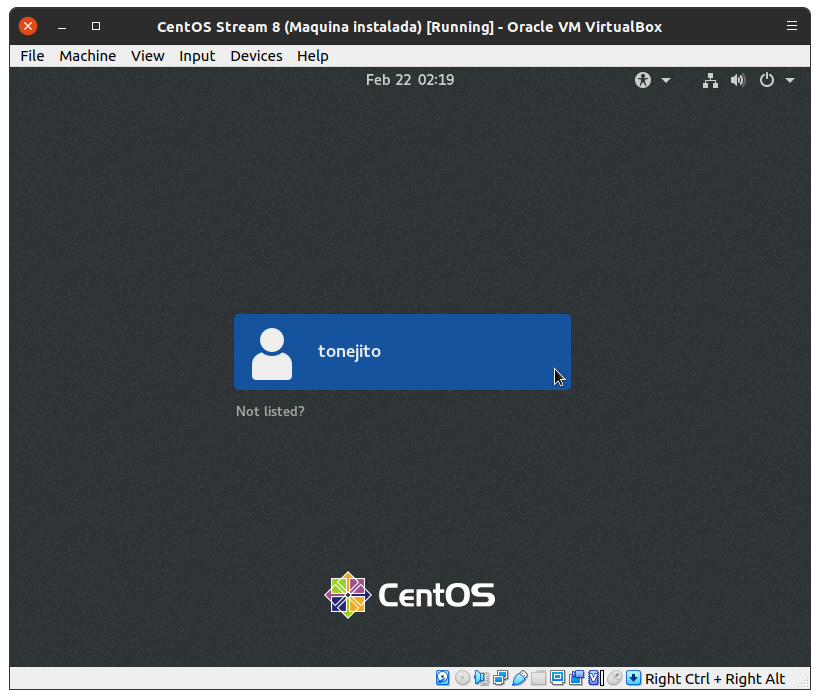 CentOS Stream 8 (Maquina instalada) [Running] - Oracle VM VirtualBox
File Machine View Input Devices Help
Feb 22 02:19
tonejito
Not listed?
CentOS
Right Ctrl + Right Alt